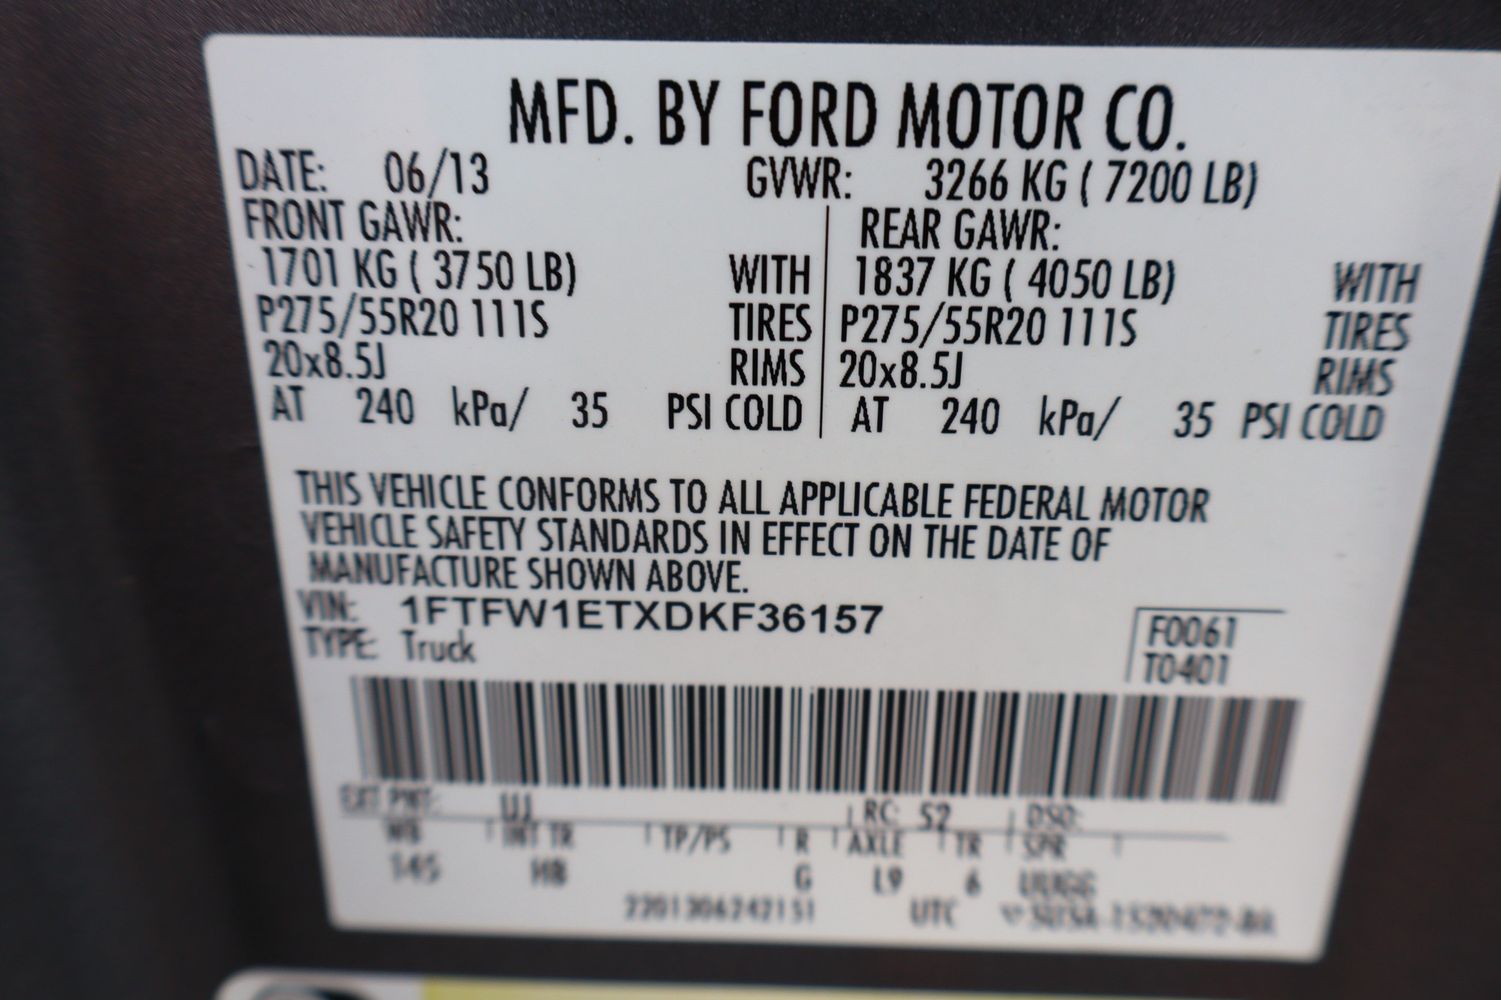 MFD. BY FORD MOTOR CO.
DATE: 06/13 GVWR: 3266 KG ( 7200 LB)
FRONT GAWR: REAR GAWR:
1701 KG ( 3750 LB) WITH 1837 KG ( 4050 LB) WITH
P275/55R20 111S TIRES P275/55R20 111S TIRES
20x8.5J RIMS 20x8.5J RIMS
AT 240 kPa/ 35 PSI COLD AT 240 kPa/ 35 PSI COLD
THIS VEHICLE CONFORMS TO ALL APPLICABLE FEDERAL MOTOR
VEHICLE SAFETY STANDARDS IN EFFECT ON THE DATE OF
MANUFACTURE SHOWN ABOVE.
VIN: 1FTFW1ETXDKF36157
TYPE: Truck
F0061
T0401
EXT PNT: UJ RC: 52 DSO:
WB INT TR TP/PS R AXLE TR SPR
145 HB G L9 6 UUGG
2201306242151 UTC